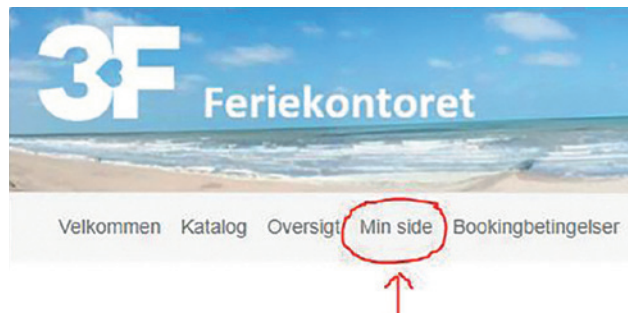 3F Feriekontoret
Velkommen Katalog Oversigt Min side Bookingbetingelser